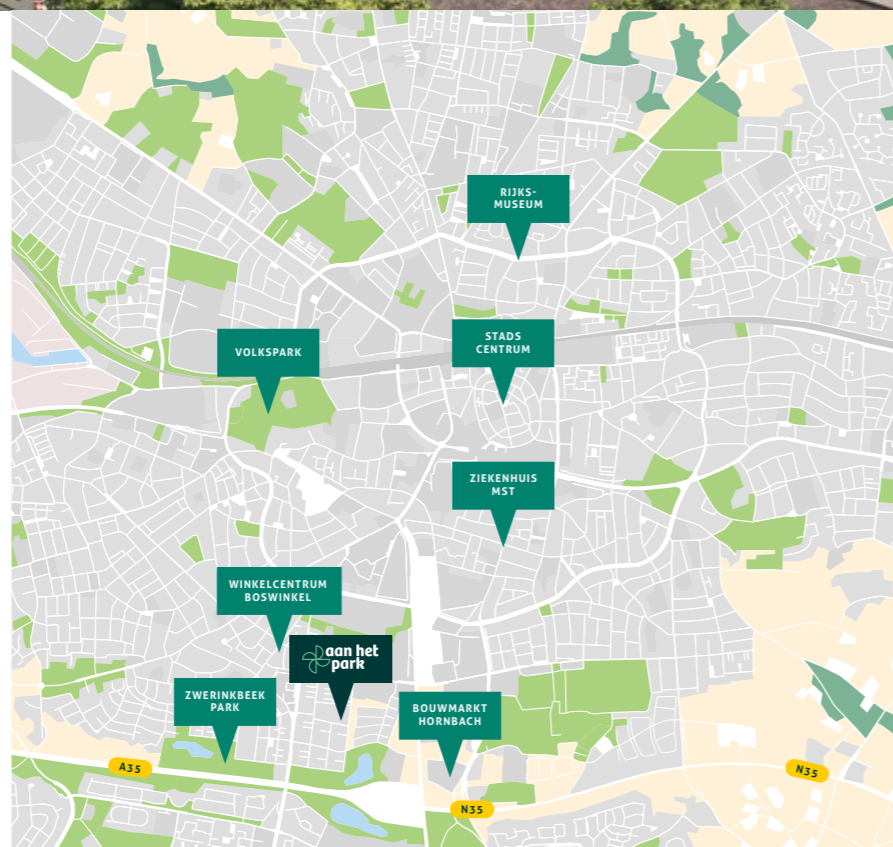 RIJKS-
MUSEUM
STADS
CENTRUM
VOLKSPARK
ZIEKENHUIS
MST
WINKELCENTRUM
BOSWINKEL
aan het
park
ZWERINKBEEK
PARK
BOUWMARKT
HORNBACH
A35
N35
N35